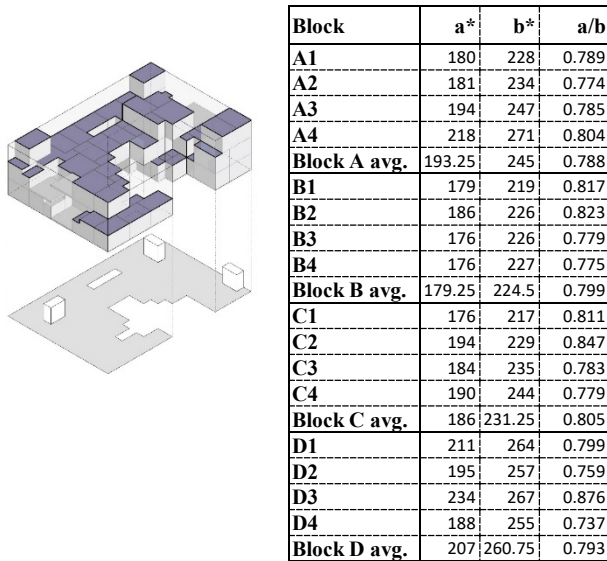 Block a* b* a/b
A1 180 228 0.789
A2 181 234 0.774
A3 194 247 0.785
A4 218 271 0.804
Block A avg. 193.25 245 0.788
B1 179 219 0.817
B2 186 226 0.823
B3 176 226 0.779
B4 176 227 0.775
Block B avg. 179.25 224.5 0.799
C1 176 217 0.811
C2 194 229 0.847
C3 184 235 0.783
C4 190 244 0.779
Block C avg. 186 231.25 0.805
D1 211 264 0.799
D2 195 257 0.759
D3 234 267 0.876
D4 188 255 0.737
Block D avg. 207 260.75 0.793